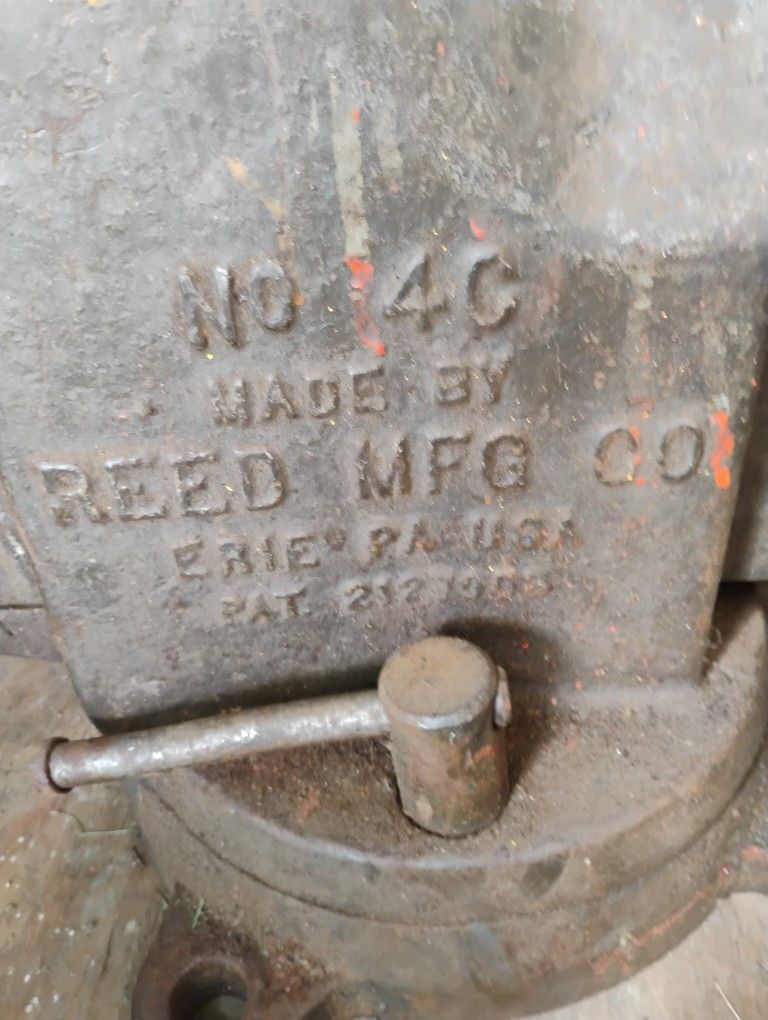 NO 4C
MADE BY
REED MFG CO
ERIE PA USA
PAT.